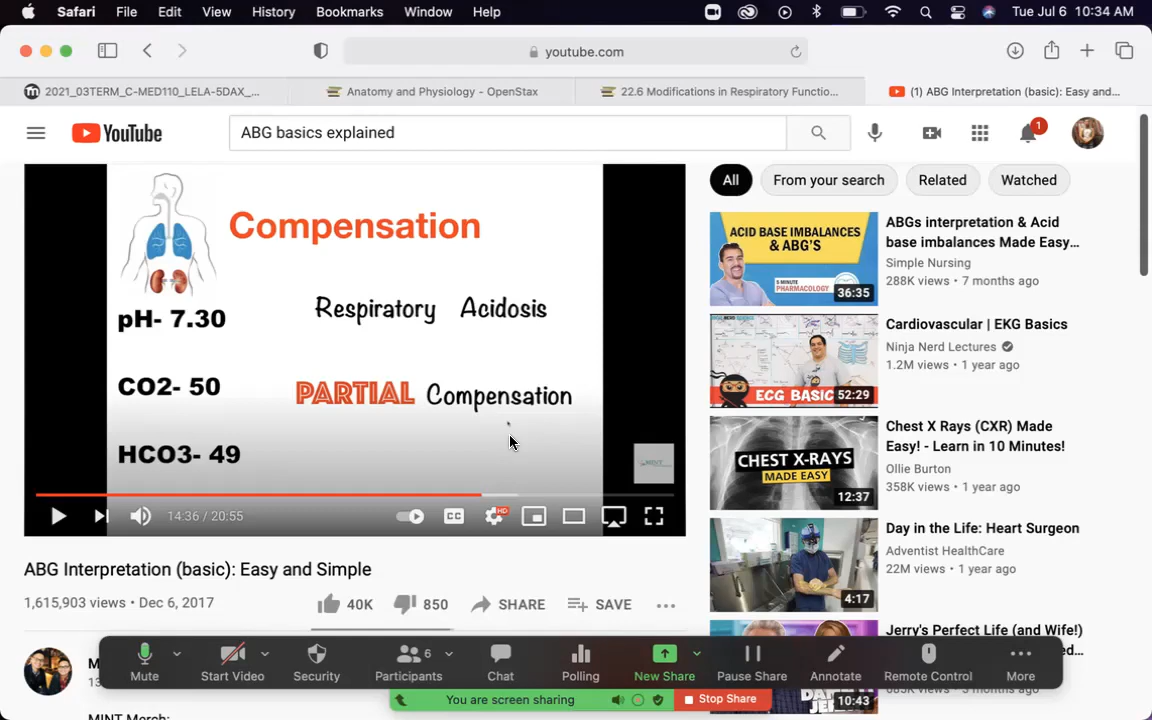 Safari File Edit View History Bookmarks Window Help Tue Jul 6 10:34 AM
youtube.com
2021_03TERM_C-MED110_LELA-5DAX_... Anatomy and Physiology - OpenStax 22.6 Modifications in Respiratory Functio... (1) ABG Interpretation (basic): Easy and...
YouTube ABG basics explained 1
All From your search Related Watched
Compensation
Respiratory Acidosis
pH- 7.30
PARTIAL Compensation
CO2- 50
HCO3- 49
14:36 / 20:55 CC HD
ABG Interpretation (basic): Easy and Simple
1,615,903 views • Dec 6, 2017 40K 850 SHARE SAVE
MINT Merch:
ACID BASE IMBALANCES
& ABG'S
5 MINUTE
PHARMACOLOGY
36:35
ABGs interpretation & Acid
base imbalances Made Easy...
Simple Nursing
288K views • 7 months ago
ECG BASIC
52:29
Cardiovascular | EKG Basics
Ninja Nerd Lectures
1.2M views • 1 year ago
CHEST X-RAYS
MADE EASY
12:37
Chest X Rays (CXR) Made
Easy! - Learn in 10 Minutes!
Ollie Burton
358K views • 1 year ago
4:17
Day in the Life: Heart Surgeon
Adventist HealthCare
22M views • 1 year ago
10:43
Jerry's Perfect Life (and Wife!)
Mute Start Video Security 6 Participants Chat Polling New Share Pause Share Annotate Remote Control More
You are screen sharing Stop Share